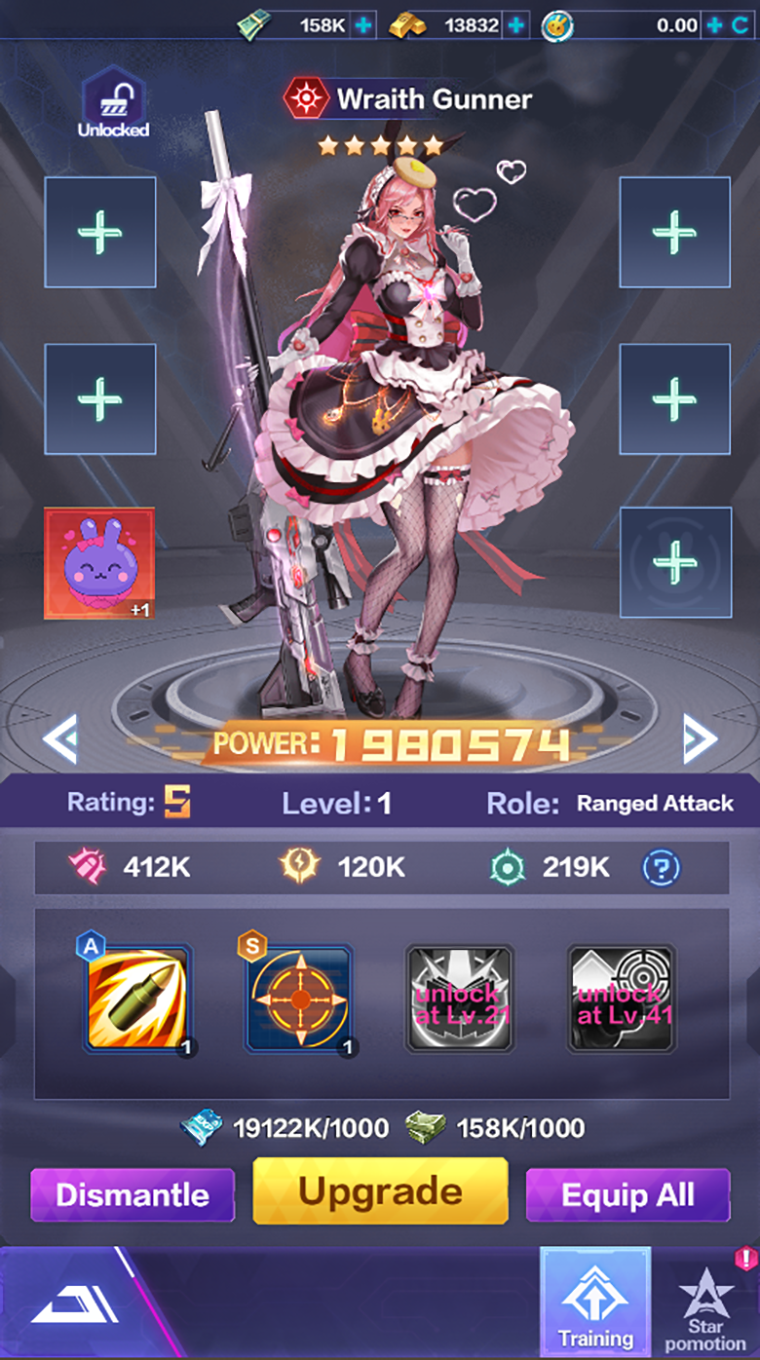 158K
13832
0.00
Unlocked
Wraith Gunner
+1
POWER:1980574
Rating: S
Level:1
Role: Ranged Attack
412K
120K
219K
?
A
S
1
1
unlock
at Lv.21
unlock
at Lv.41
EXP
19122K/1000
158K/1000
Dismantle
Upgrade
Equip All
!
Training
Star
pomotion